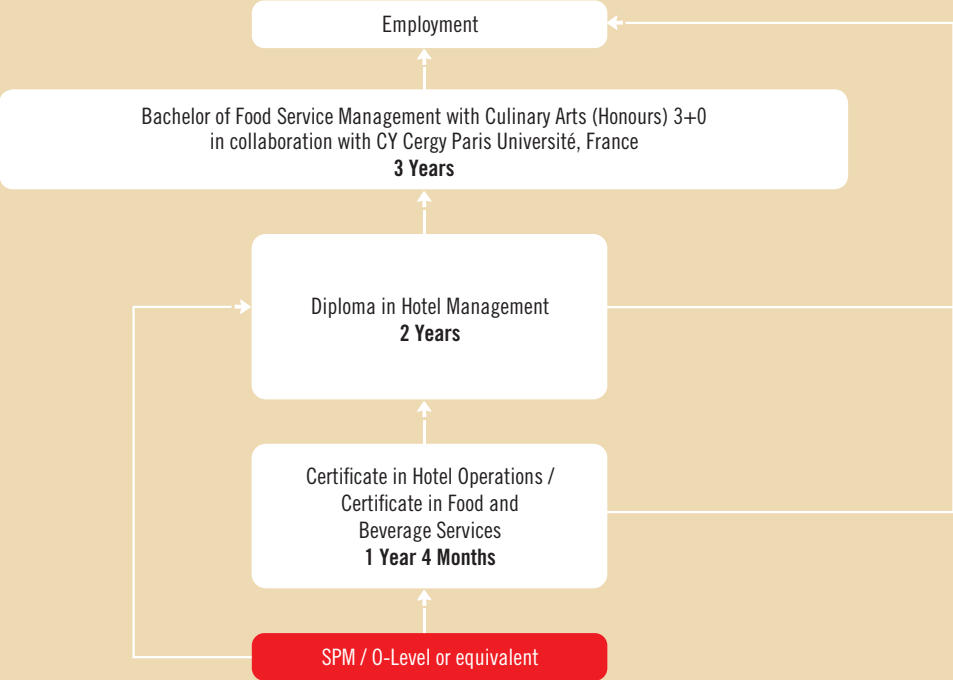 Employment
Bachelor of Food Service Management with Culinary Arts (Honours) 3+0
in collaboration with CY Cergy Paris Université, France
3 Years
Diploma in Hotel Management
2 Years
Certificate in Hotel Operations /
Certificate in Food and
Beverage Services
1 Year 4 Months
SPM / O-Level or equivalent